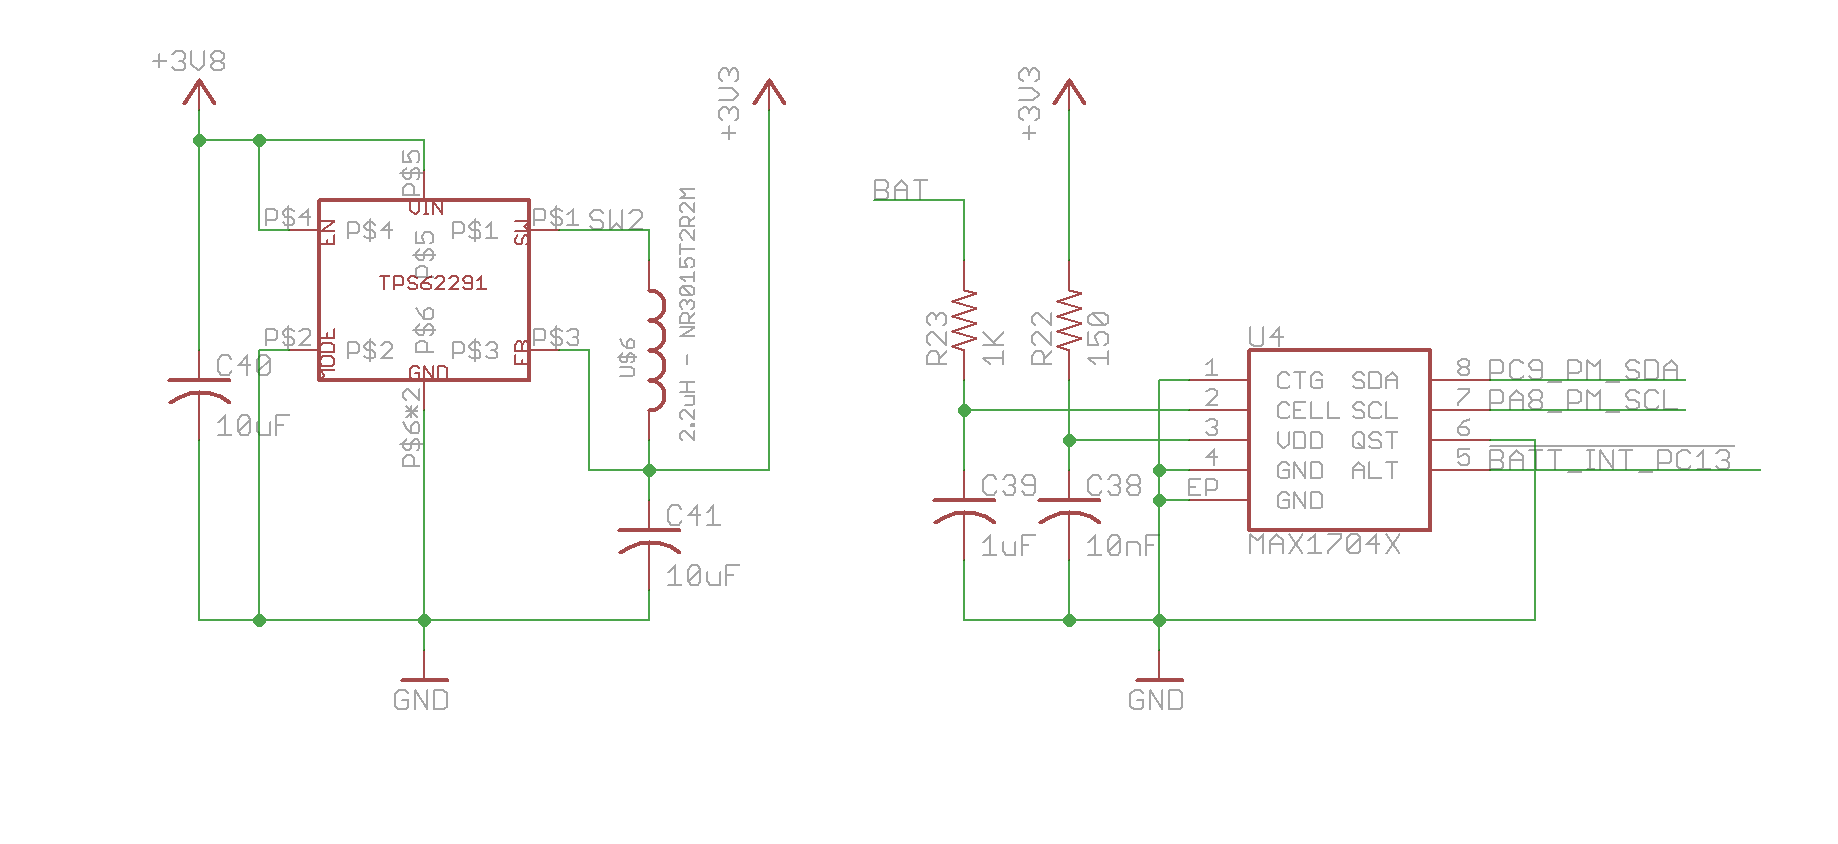 +3V8
+3V3
+3V3
P$5
VIN
P$4
EN
P$4
P$1
SW
P$1
SW2
P$5
TPS62291
P$6
P$2
MODE
P$2
P$3
FB
P$3
GND
P$6*2
U$6
2.2uH - NR3015T2R2M
C40
10uF
C41
10uF
GND
BAT
R23
1K
R22
150
C39
1uF
C38
10nF
U4
1 CTG SDA 8 PC9_PM_SDA
2 CELL SCL 7 PA8_PM_SCL
3 VDD QST 6
4 GND ALT 5 BATT_INT_PC13
EP GND
MAX1704X
GND